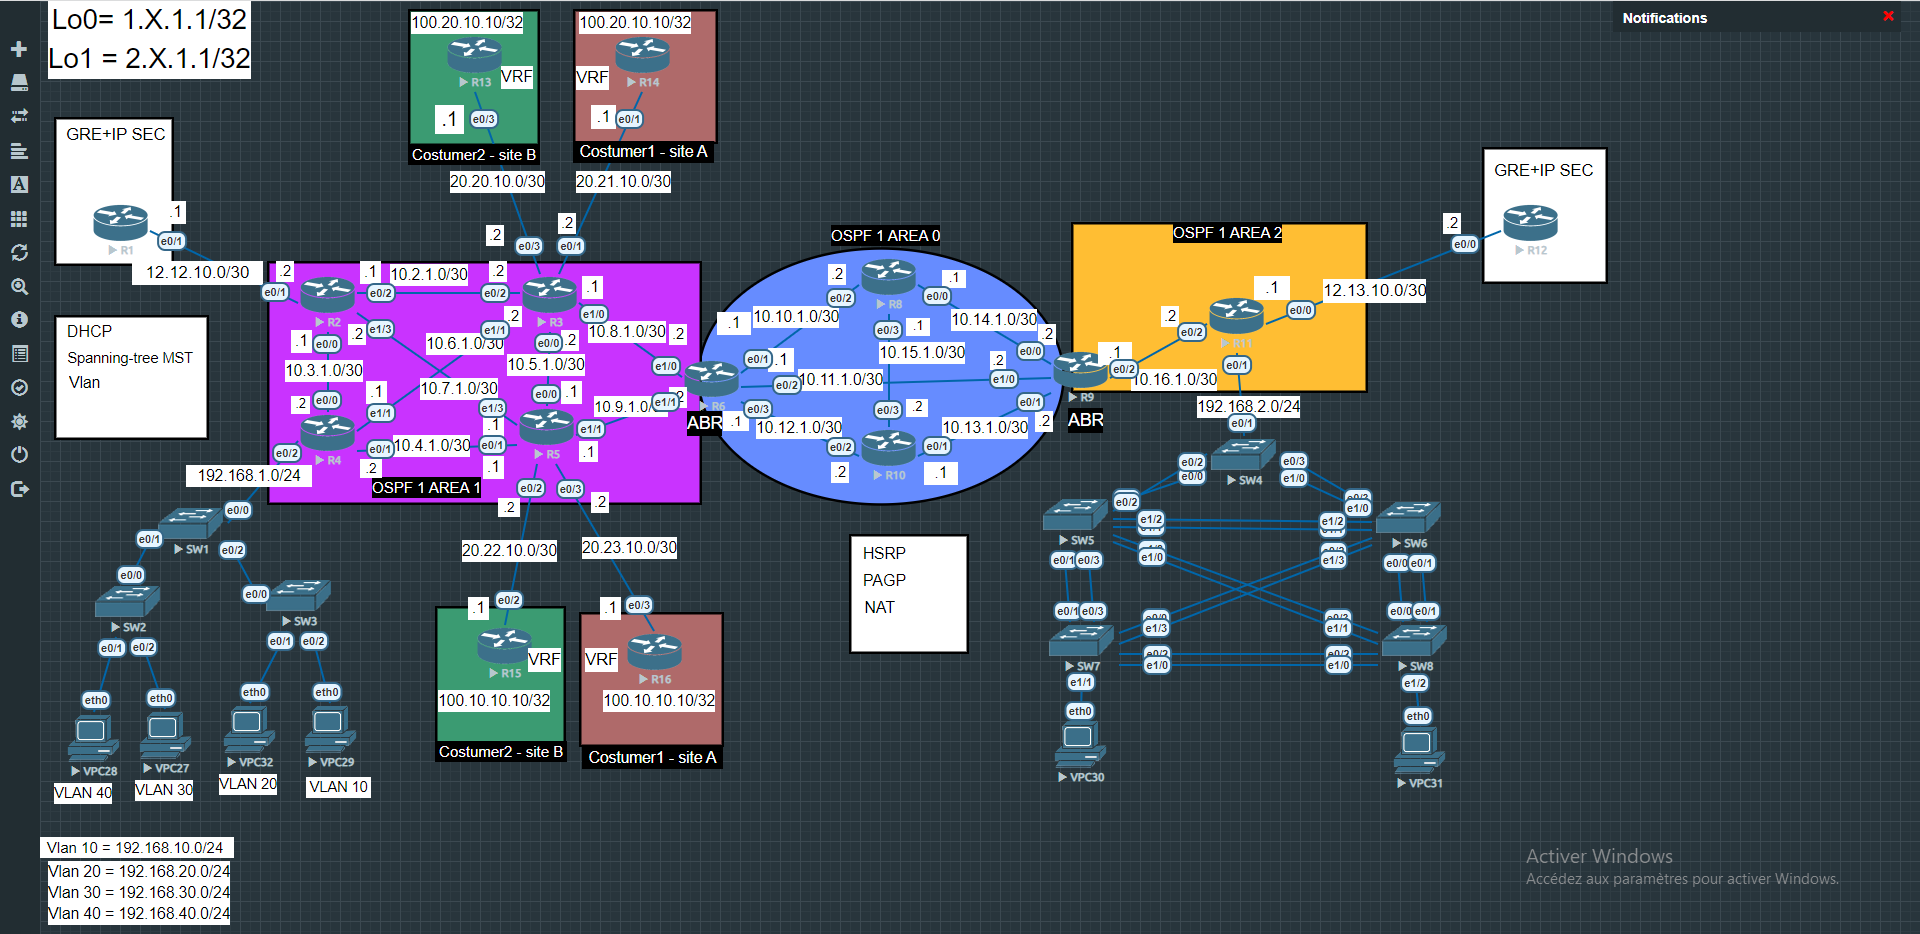 Lo0= 1.X.1.1/32
Lo1 = 2.X.1.1/32
Notifications
100.20.10.10/32
R13
VRF
.1
e0/3
Costumer2 - site B
20.20.10.0/30
100.20.10.10/32
VRF
R14
.1
e0/1
Costumer1 - site A
20.21.10.0/30
GRE+IP SEC
.1
e0/1
R1
12.12.10.0/30
GRE+IP SEC
.2
e0/0
R12
12.13.10.0/30
DHCP
Spanning-tree MST
Vlan
.2
e0/3
.2
e0/1
.2
e0/1
R2
.1
e0/2
10.2.1.0/30
.2
e0/2
R3
.1
e1/0
.1
e0/0
.2
e1/3
.2
e1/1
e0/0
.2
10.8.1.0/30
.2
e1/0
10.3.1.0/30
10.6.1.0/30
10.5.1.0/30
10.7.1.0/30
.2
e0/0
R4
.1
e1/1
e0/1
.2
10.4.1.0/30
e1/3
.1
e0/1
.1
e0/0
.1
R5
e1/1
.1
10.9.1.0/
e1/1
.2
e0/2
192.168.1.0/24
OSPF 1 AREA 1
e0/2
.2
e0/3
.2
OSPF 1 AREA 0
R6
ABR
.1
e0/1
.1
e0/2
.1
e0/3
10.10.1.0/30
.2
e0/2
R8
.1
e0/0
e0/3
.1
10.14.1.0/30
.2
e0/0
10.15.1.0/30
10.11.1.0/30
.2
e1/0
10.12.1.0/30
e0/2
.2
e0/3
.2
R10
e0/1
.1
10.13.1.0/30
e0/1
.2
R9
ABR
OSPF 1 AREA 2
.1
e0/2
10.16.1.0/30
.2
e0/2
R11
.1
e0/0
e0/1
192.168.2.0/24
e0/1
SW4
e0/2
e0/0
e0/3
e1/0
e0/2
SW5
e1/2
e1/0
e0/1
e0/3
e1/0
e1/2
SW6
e1/3
e0/0
e0/1
e0/1
e0/3
SW7
e1/3
e1/0
e1/1
e0/0
e0/1
SW8
e1/1
e1/0
e1/2
eth0
VPC30
eth0
VPC31
HSRP
PAGP
NAT
e0/0
SW1
e0/1
e0/2
e0/0
SW2
e0/1
e0/2
e0/0
SW3
e0/1
e0/2
eth0
eth0
eth0
eth0
VPC28
VPC27
VPC32
VPC29
VLAN 40
VLAN 30
VLAN 20
VLAN 10
20.22.10.0/30
20.23.10.0/30
.1
e0/2
R15
VRF
100.10.10.10/32
Costumer2 - site B
.1
e0/3
VRF
R16
100.10.10.10/32
Costumer1 - site A
Vlan 10 = 192.168.10.0/24
Vlan 20 = 192.168.20.0/24
Vlan 30 = 192.168.30.0/24
Vlan 40 = 192.168.40.0/24
Activer Windows
Accédez aux paramètres pour activer Windows.